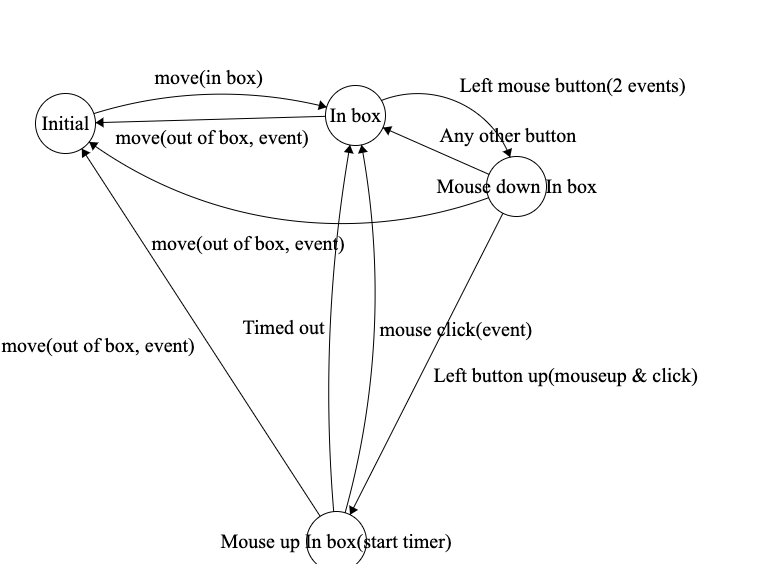 move(in box)
Left mouse button(2 events)
Initial
In box
move(out of box, event)
Any other button
Mouse down In box
move(out of box, event)
Timed out
mouse click(event)
move(out of box, event)
Left button up(mouseup & click)
Mouse up In box(start timer)